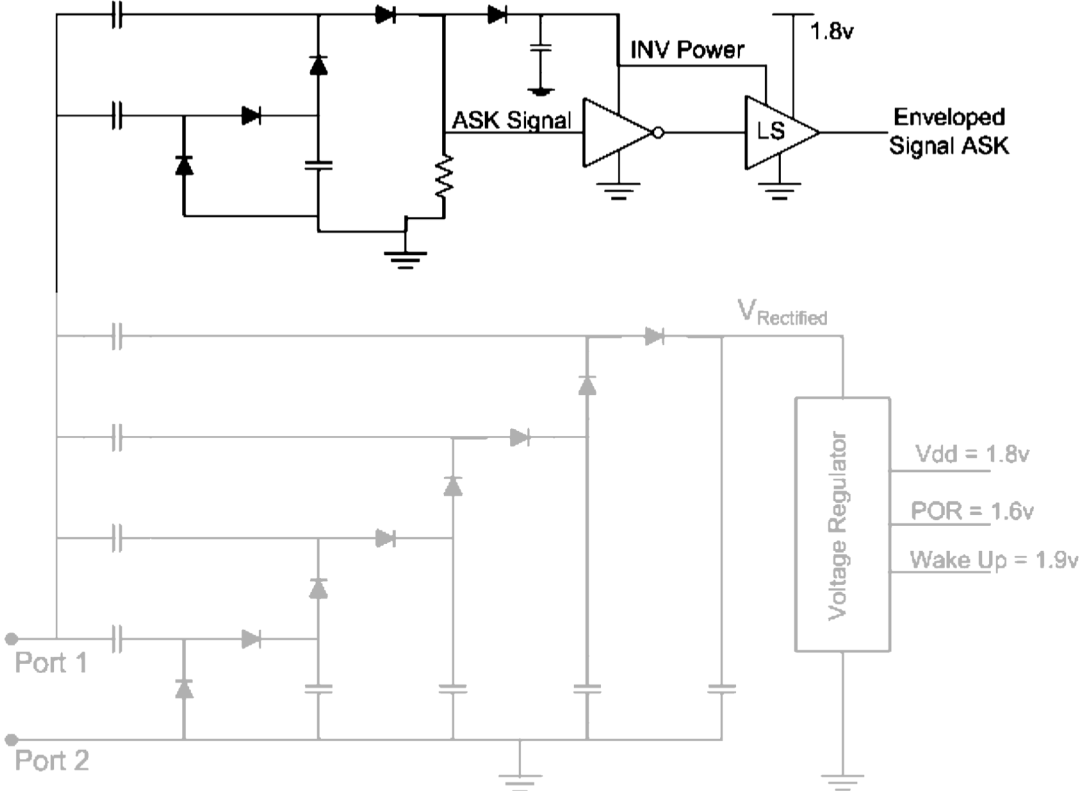 1.8v
INV Power
ASK Signal
LS
Enveloped
Signal ASK
VRectified
Voltage Regulator
Vdd = 1.8v
POR = 1.6v
Wake Up = 1.9v
Port 1
Port 2